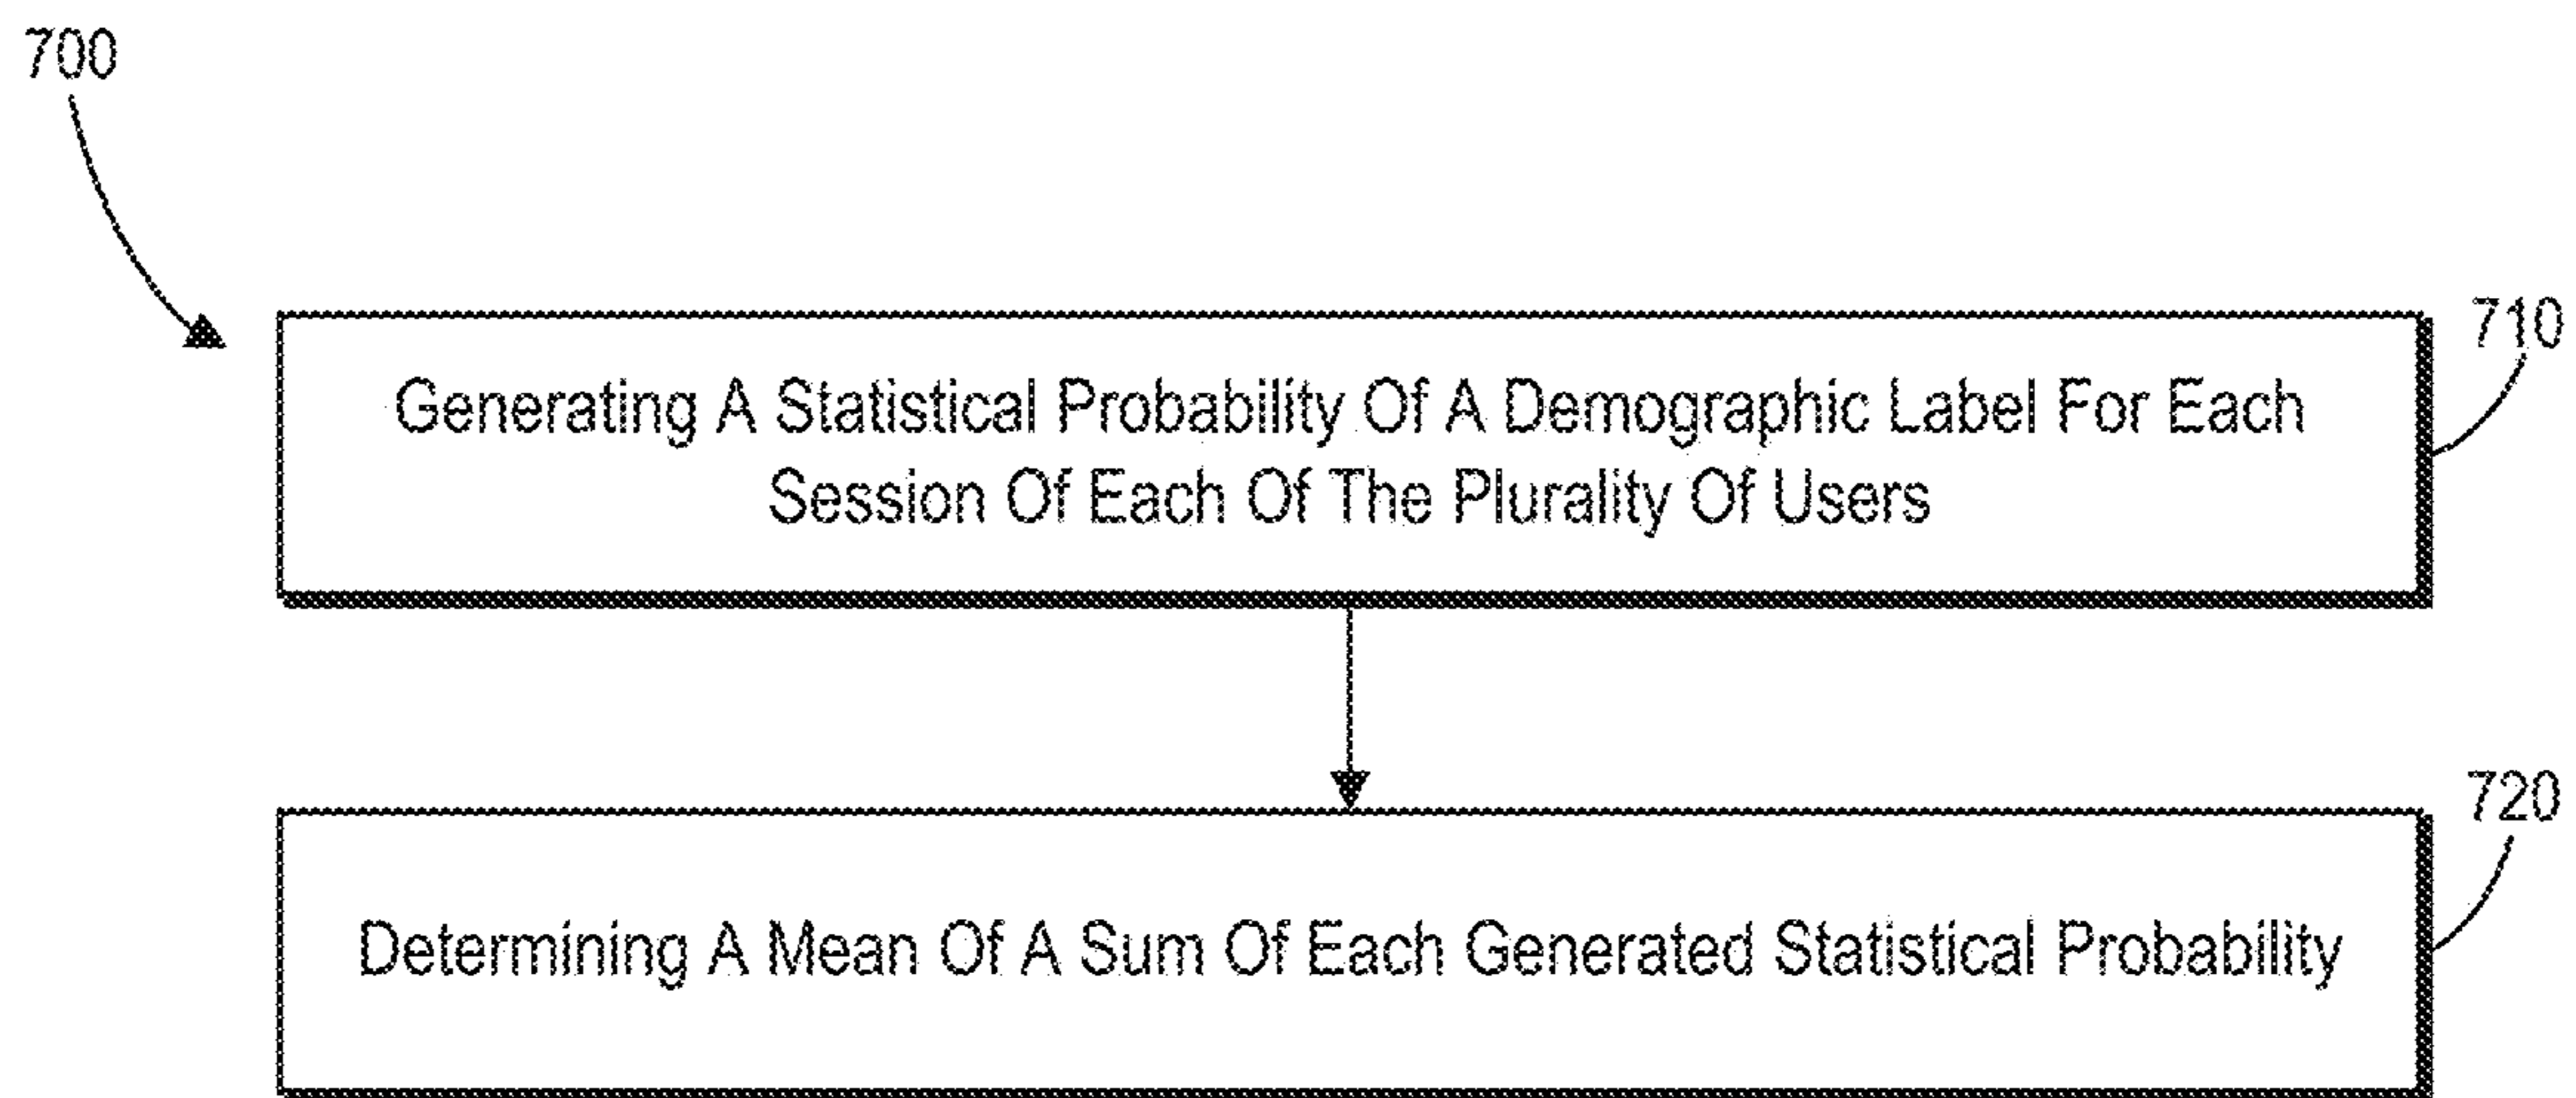 700
710
Generating A Statistical Probability Of A Demographic Label For Each
Session Of Each Of The Plurality Of Users
720
Determining A Mean Of A Sum Of Each Generated Statistical Probability